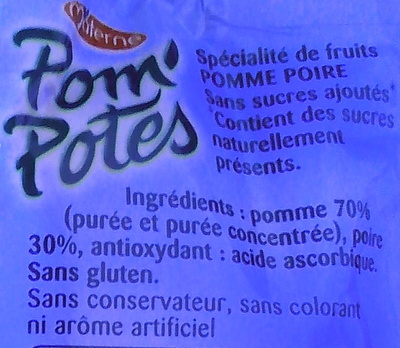 Materne
Pom'
Potes
Spécialité de fruits
POMME POIRE
Sans sucres ajoutés*
*Contient des sucres
naturellement
présents.
Ingrédients : pomme 70%
(purée et purée concentrée), poire
30%, antioxydant : acide ascorbique.
Sans gluten.
Sans conservateur, sans colorant
ni arôme artificiel